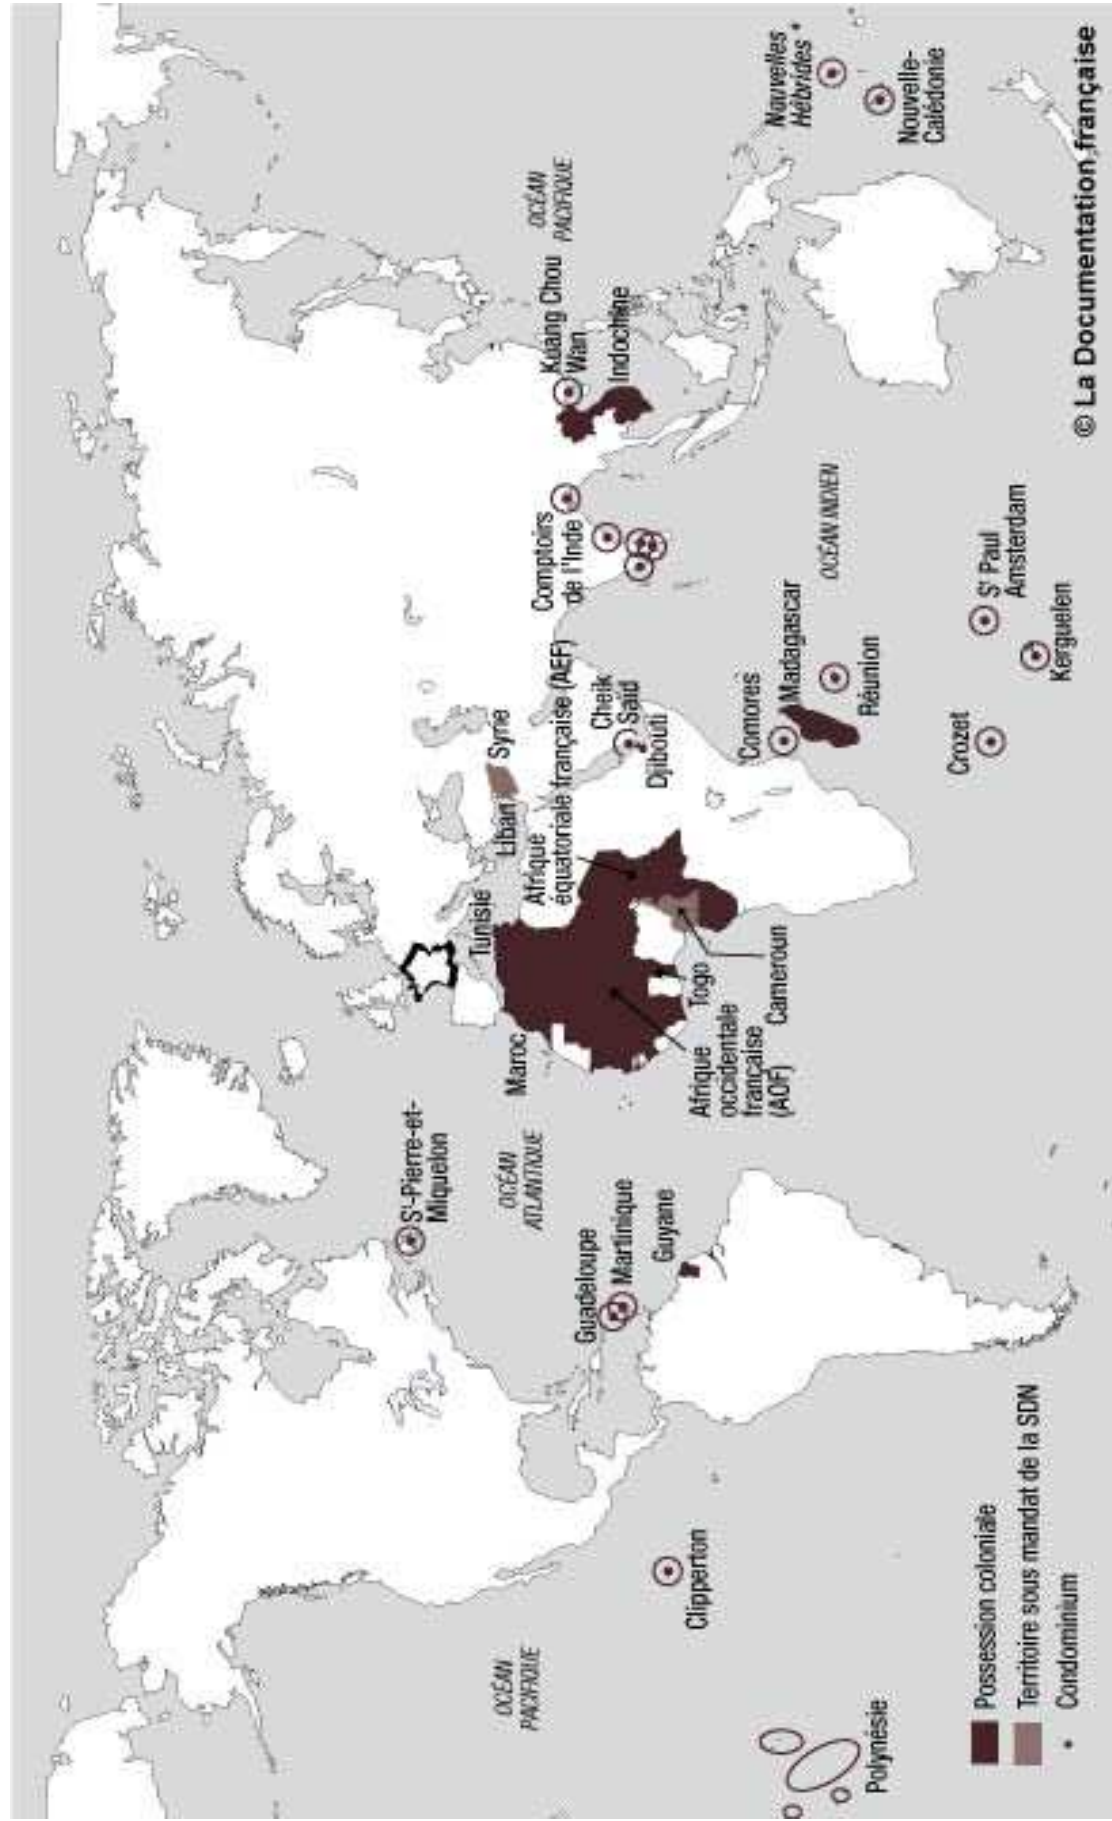 St-Pierre-et-
Miquelon
OCÉAN
ATLANTIQUE
Guadeloupe
Martinique
Guyane
Clipperton
OCÉAN
PACIFIQUE
Polynésie
Maroc
Tunisie
Liban
Syrie
Afrique
équatoriale française (AEF)
Cheik
Saïd
Djibouti
Afrique
occidentale
française
(AOF)
Togo
Cameroun
Comores
Madagascar
Réunion
Crozet
St Paul
Amsterdam
Kerguelen
OCÉAN INDIEN
Comptoirs
de l'Inde
Kuang Chou
Wan
Indochine
OCÉAN
PACIFIQUE
Nouvelles
Hébrides *
Nouvelle-
Calédonie
Possession coloniale
Territoire sous mandat de la SDN
* Condominium
© La Documentation française